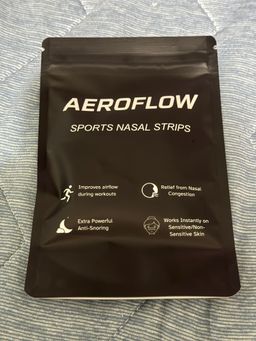 AEROFLOW
SPORTS NASAL STRIPS
Improves airflow
during workouts
Relief from Nasal
Congestion
Extra Powerful
Anti-Snoring
Works Instantly on
Sensitive/Non-
Sensitive Skin